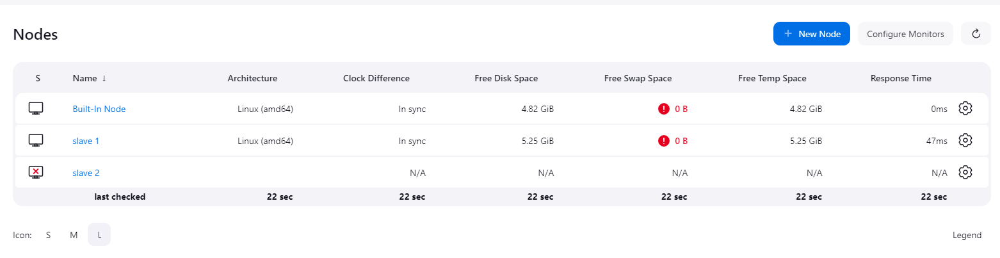 Nodes
+ New Node
Configure Monitors
S Name ↓ Architecture Clock Difference Free Disk Space Free Swap Space Free Temp Space Response Time
Built-In Node Linux (amd64) In sync 4.82 GiB ! 0 B 4.82 GiB 0ms
slave 1 Linux (amd64) In sync 5.25 GiB ! 0 B 5.25 GiB 47ms
slave 2 N/A N/A N/A N/A N/A
last checked 22 sec 22 sec 22 sec 22 sec 22 sec 22 sec
Icon: S M L Legend